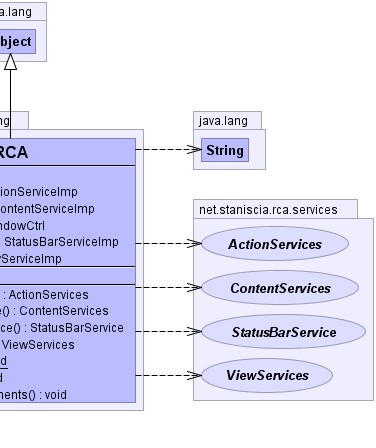 a.lang
bject
ng
RCA
ionServiceImp
ontentServiceImp
ndowCtrl
StatusBarServiceImp
vServiceImp
: ActionServices
e() : ContentServices
ce() : StatusBarService
: ViewServices
d
d
ments() : void
java.lang
String
net.staniscia.rca.services
ActionServices
ContentServices
StatusBarService
ViewServices